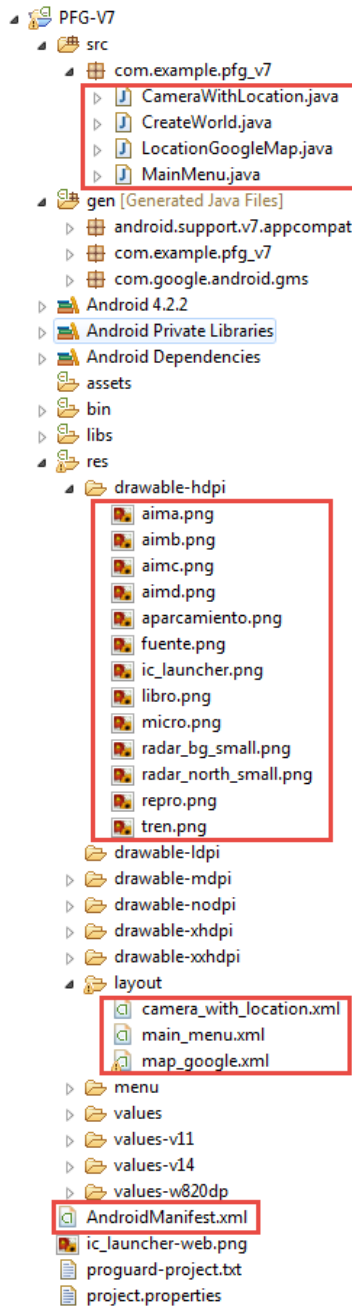 PFG-V7
src
com.example.pfg_v7
CameraWithLocation.java
CreateWorld.java
LocationGoogleMap.java
MainMenu.java
gen [Generated Java Files]
android.support.v7.appcompat
com.example.pfg_v7
com.google.android.gms
Android 4.2.2
Android Private Libraries
Android Dependencies
assets
bin
libs
res
drawable-hdpi
aima.png
aimb.png
aimc.png
aimd.png
aparcamiento.png
fuente.png
ic_launcher.png
libro.png
micro.png
radar_bg_small.png
radar_north_small.png
repro.png
tren.png
drawable-ldpi
drawable-mdpi
drawable-nodpi
drawable-xhdpi
drawable-xxhdpi
layout
camera_with_location.xml
main_menu.xml
map_google.xml
menu
values
values-v11
values-v14
values-w820dp
AndroidManifest.xml
ic_launcher-web.png
proguard-project.txt
project.properties